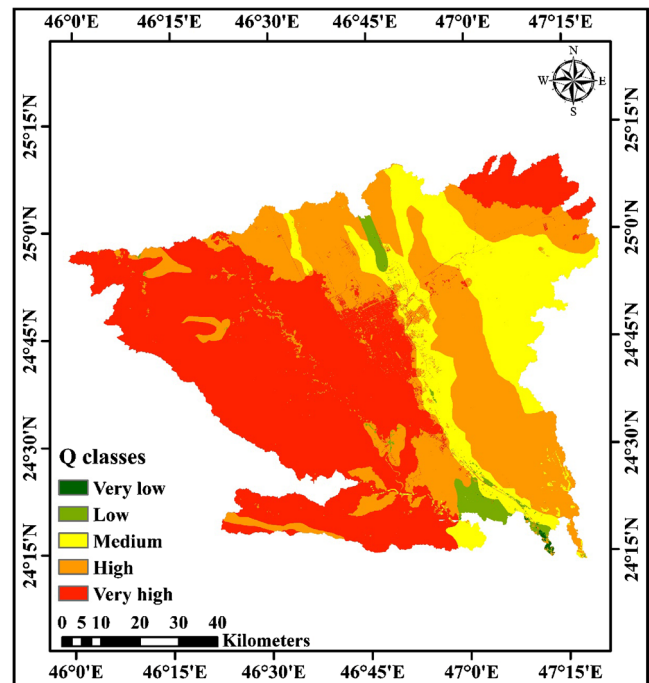 46°0'E 46°15'E 46°30'E 46°45'E 47°0'E 47°15'E
N
W E
S
25°15'N 25°15'N
25°0'N 25°0'N
24°45'N 24°45'N
24°30'N 24°30'N
24°15'N 24°15'N
Q classes
Very low
Low
Medium
High
Very high
0 5 10 20 30 40
Kilometers
46°0'E 46°15'E 46°30'E 46°45'E 47°0'E 47°15'E